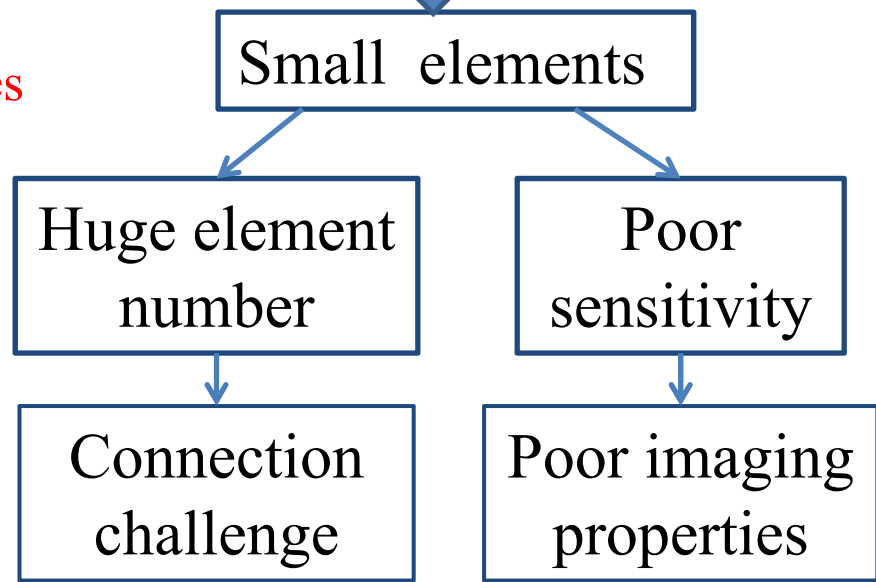 Small elements
Huge element
number
Poor
sensitivity
Connection
challenge
Poor imaging
properties